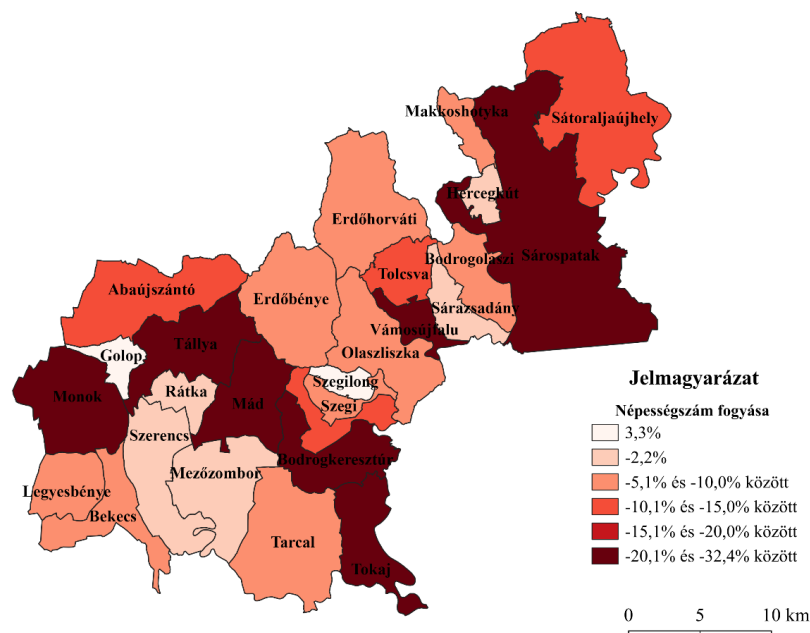 Makkoshotyka
Sátoraljaújhely
Hercegkút
Erdőhorváti
Bodrogolaszi
Sárospatak
Tolcsva
Abaújszántó
Erdőbénye
Sárazsadány
Vámosújfalu
Tállya
Golop
Olaszliszka
Szegilong
Monok
Rátka
Mád
Szegi
Szerencs
Bodrogkeresztúr
Mezőzombor
Legyesbénye
Bekecs
Tarcal
Tokaj
Jelmagyarázat
Népességszám fogyása
3,3%
-2,2%
-5,1% és -10,0% között
-10,1% és -15,0% között
-15,1% és -20,0% között
-20,1% és -32,4% között
0 5 10 km